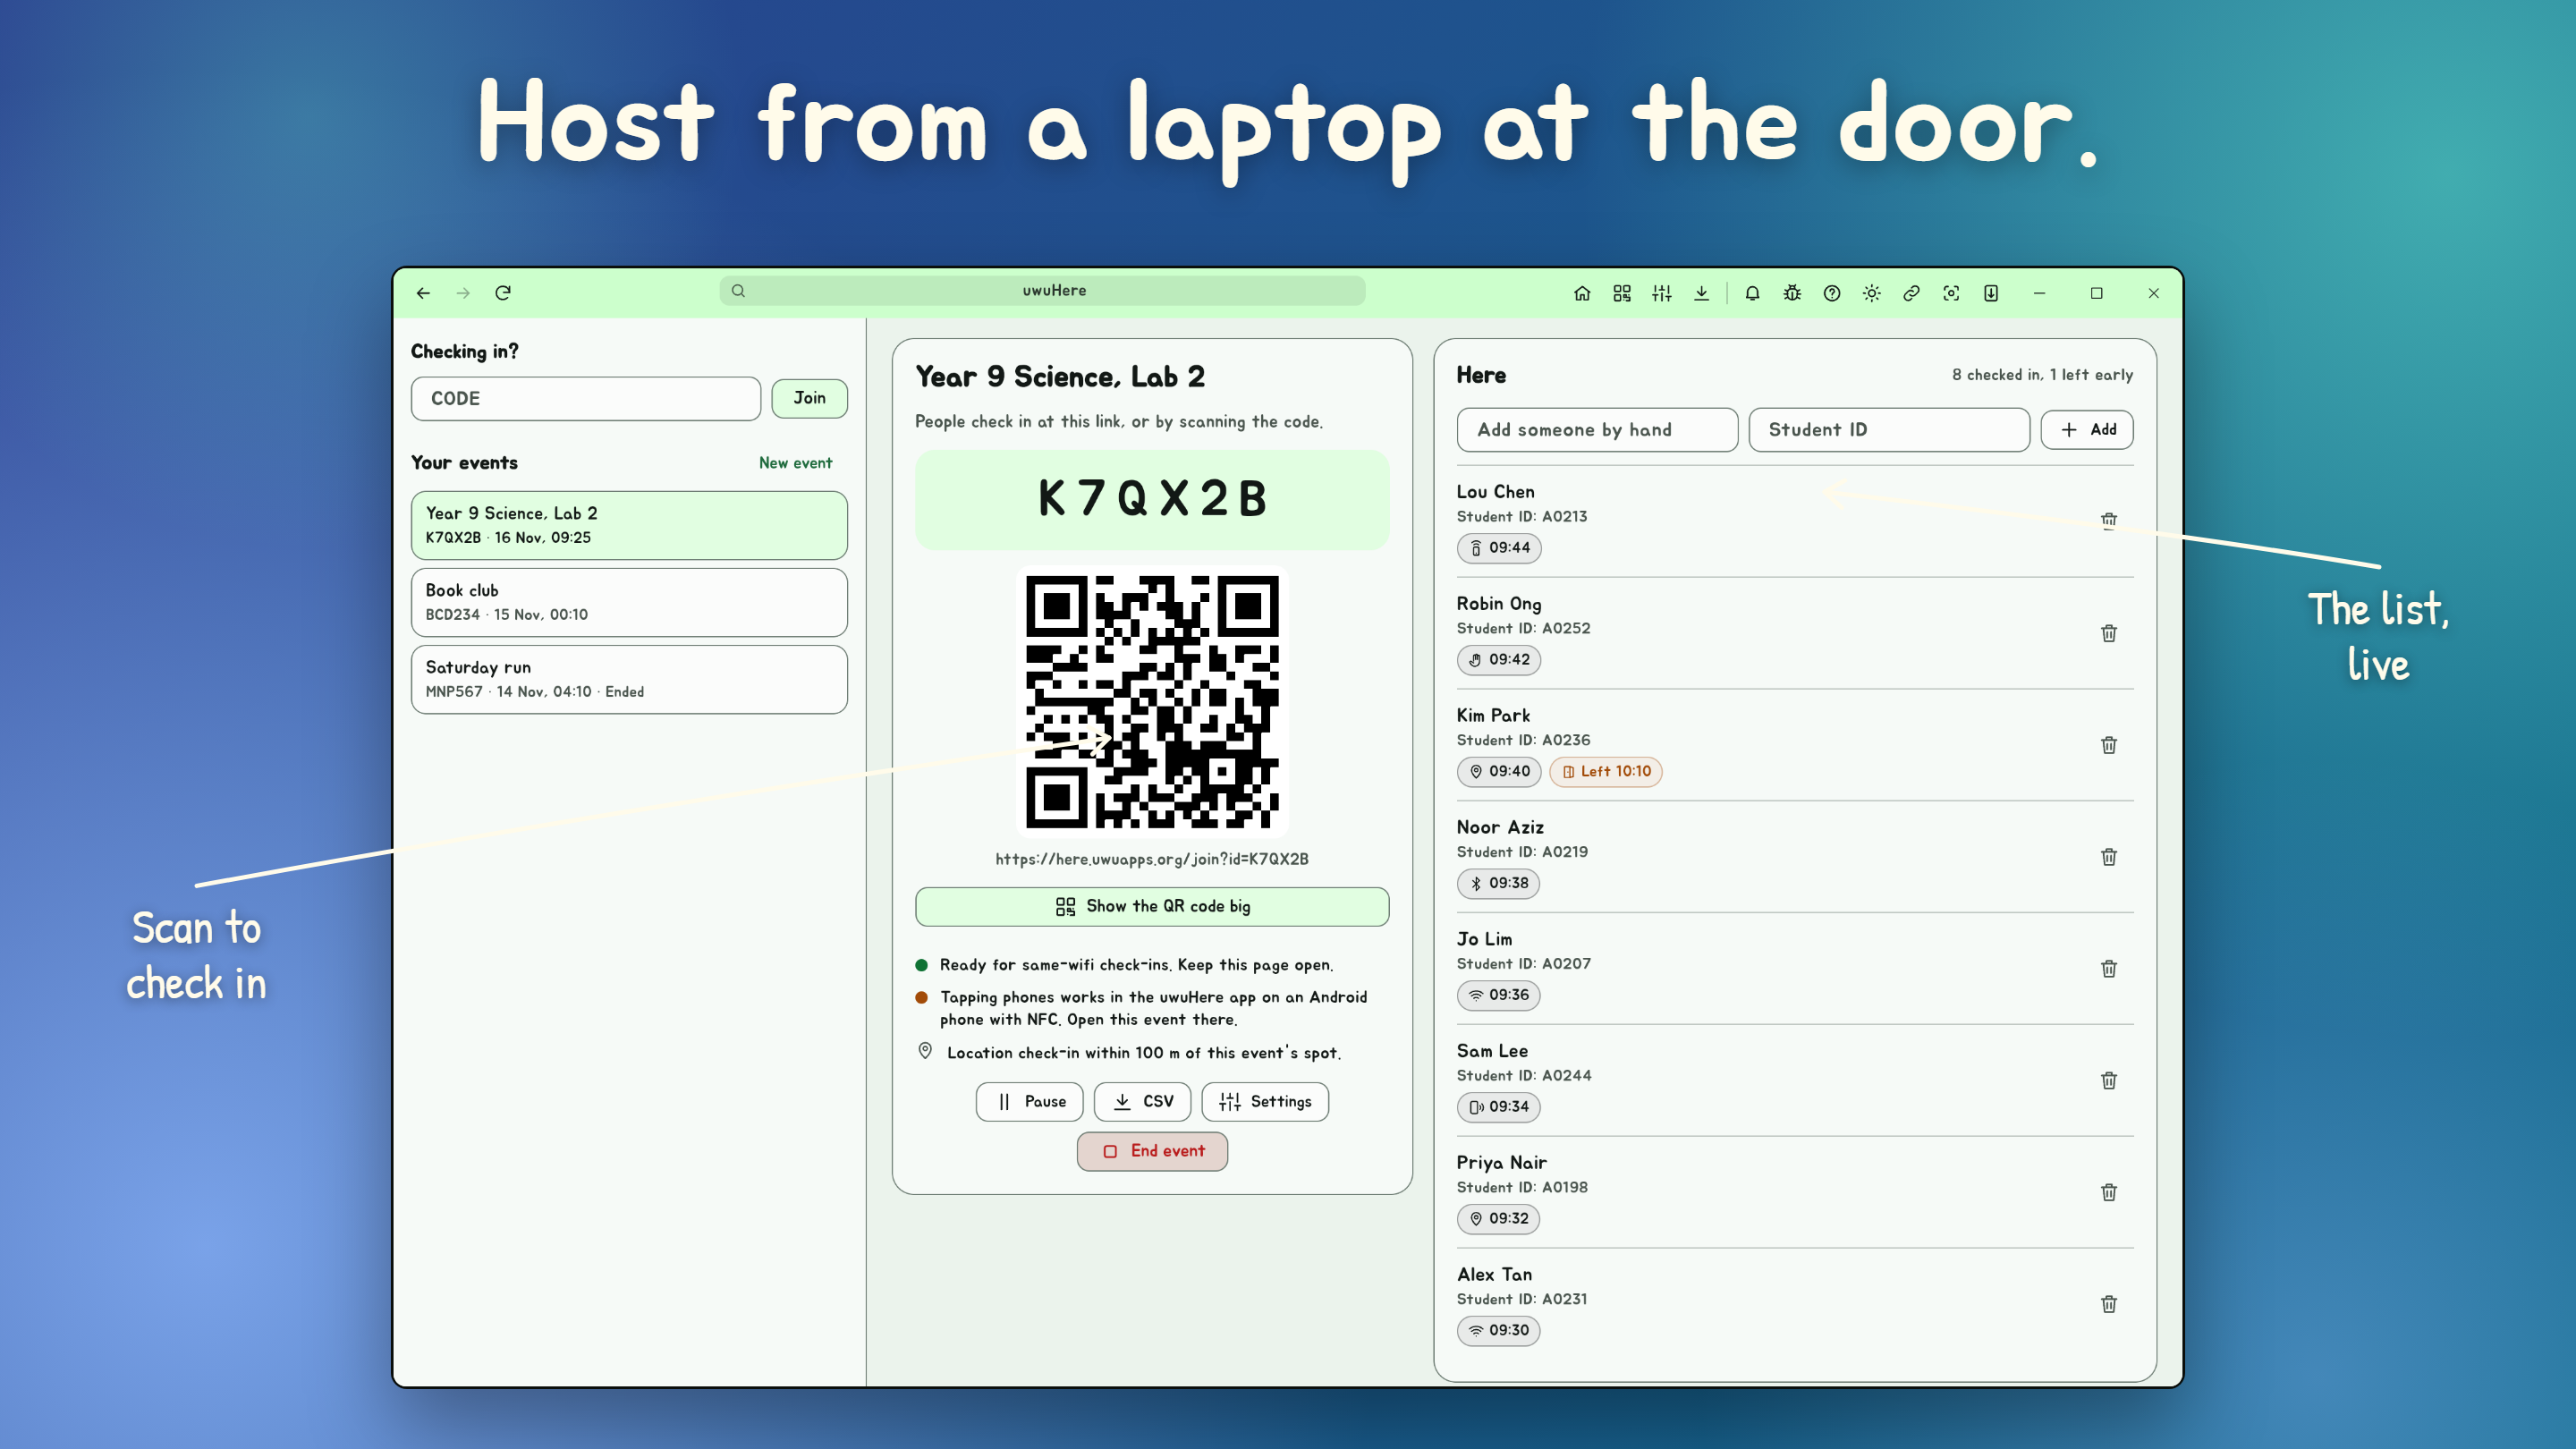 Host from a laptop at the door.
uwuHere
Checking in?
CODE
Join
Your events
New event
Year 9 Science, Lab 2
K7QX2B · 16 Nov, 09:25
Book club
BCD234 · 15 Nov, 00:10
Saturday run
MNP567 · 14 Nov, 04:10 · Ended
Year 9 Science, Lab 2
People check in at this link, or by scanning the code.
K7QX2B
https://here.uwuapps.org/join?id=K7QX2B
Show the QR code big
Ready for same-wifi check-ins. Keep this page open.
Tapping phones works in the uwuHere app on an Android
phone with NFC. Open this event there.
Location check-in within 100 m of this event's spot.
Pause
CSV
Settings
End event
Here
8 checked in, 1 left early
Add someone by hand
Student ID
Add
Lou Chen
Student ID: A0213
09:44
Robin Ong
Student ID: A0252
09:42
Kim Park
Student ID: A0236
09:40
Left 10:10
Noor Aziz
Student ID: A0219
09:38
Jo Lim
Student ID: A0207
09:36
Sam Lee
Student ID: A0244
09:34
Priya Nair
Student ID: A0198
09:32
Alex Tan
Student ID: A0231
09:30
Scan to
check in
The list,
live